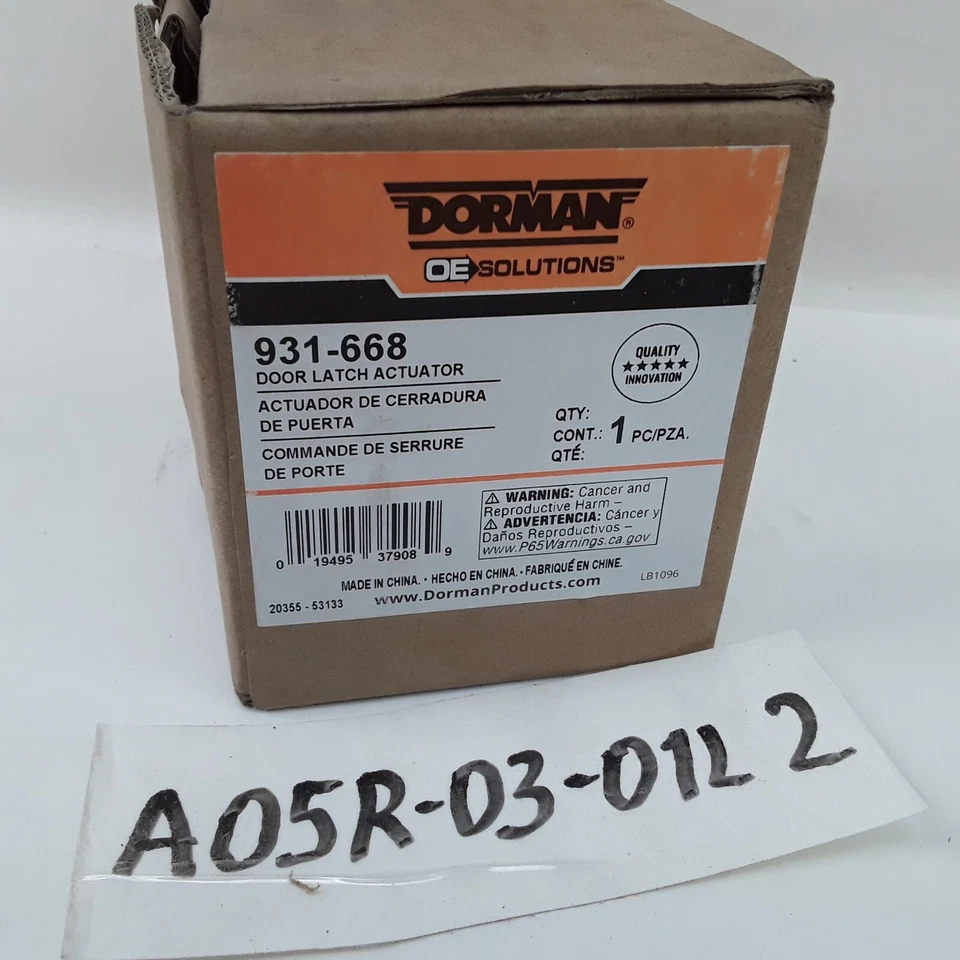 DORMAN®
OE SOLUTIONS™
931-668
DOOR LATCH ACTUATOR
ACTUADOR DE CERRADURA
DE PUERTA
COMMANDE DE SERRURE
DE PORTE
QUALITY
★★★★★
INNOVATION
QTY:
CONT.: 1 PC/PZA.
QTÉ:
⚠ WARNING: Cancer and
Reproductive Harm –
⚠ ADVERTENCIA: Cáncer y
Daños Reproductivos –
www.P65Warnings.ca.gov
0 19495 37908 9
MADE IN CHINA. • HECHO EN CHINA. • FABRIQUÉ EN CHINE.
20355 - 53133 www.DormanProducts.com LB1096
A05R-03-01L 2